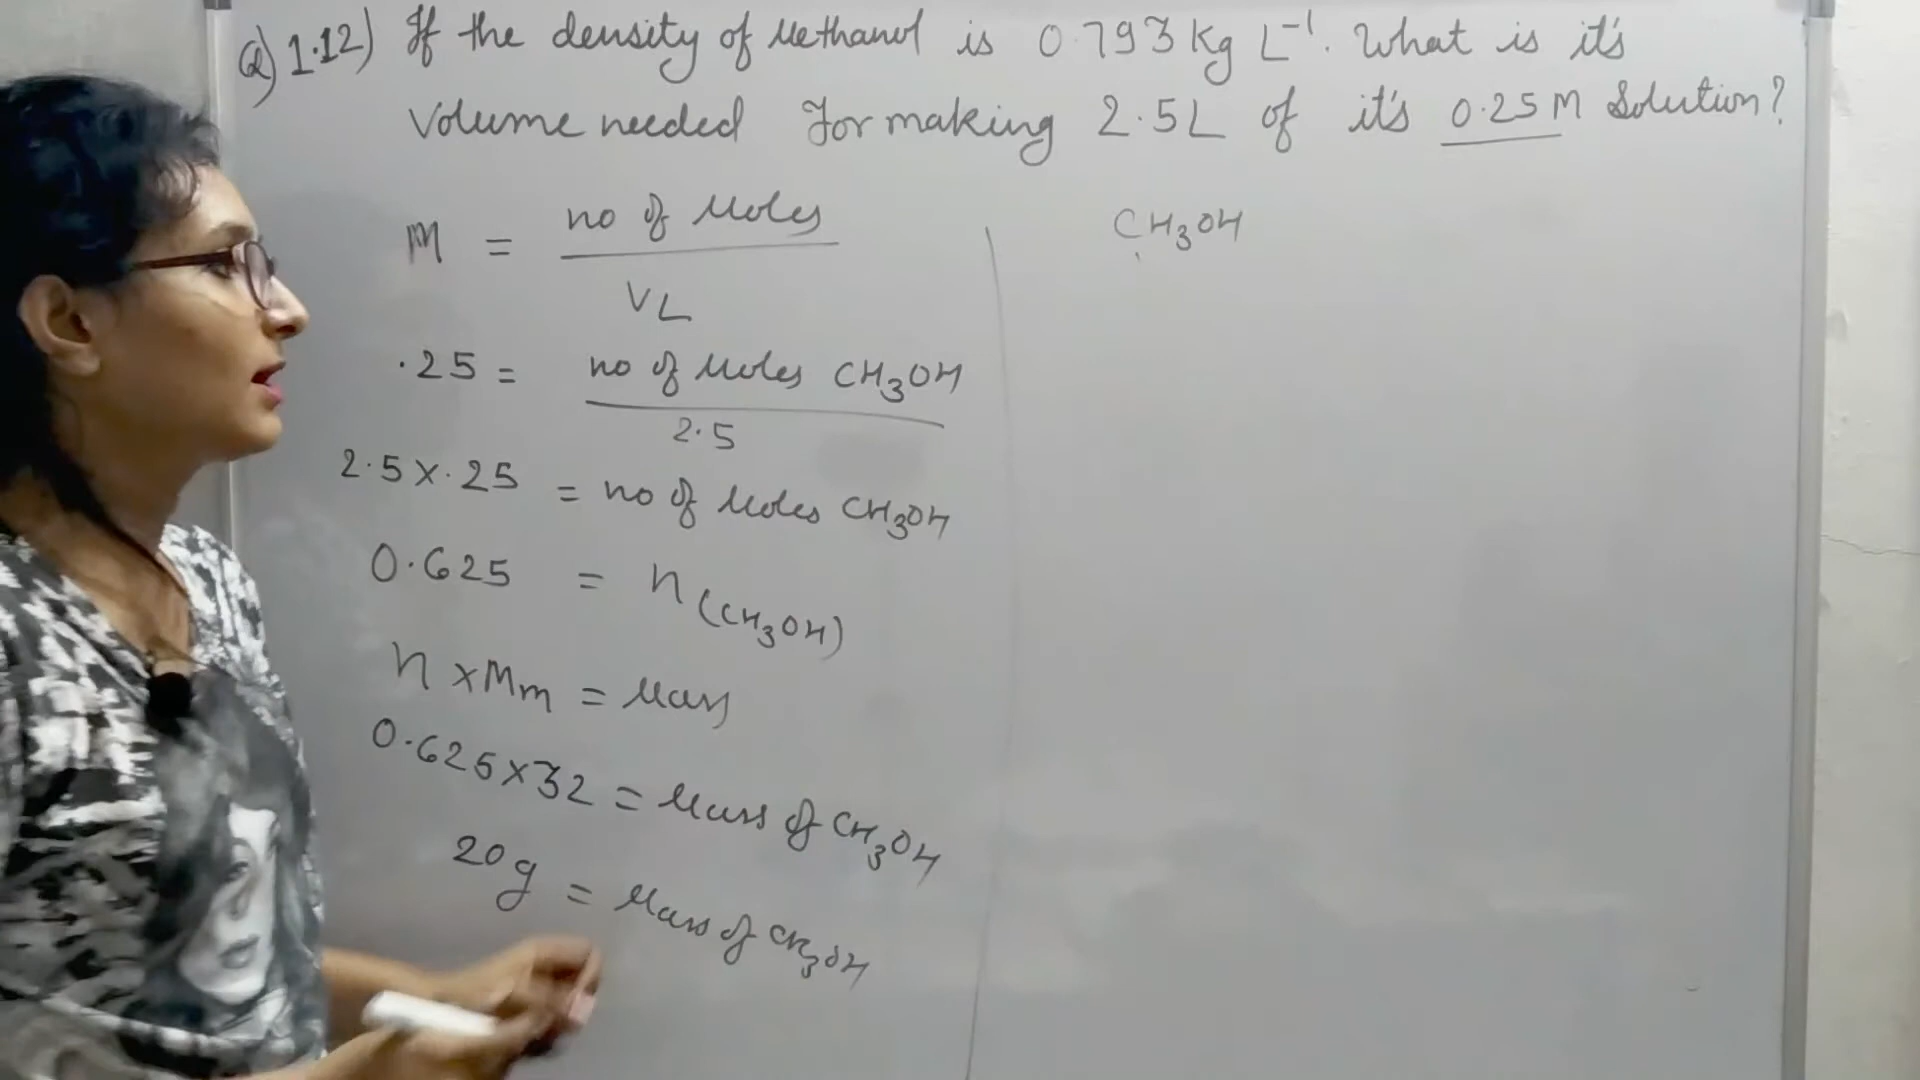 Q) 1.12) If the density of Methanol is 0.793 Kg L⁻¹. What is it's
Volume needed For making 2.5L of it's 0.25 M Solution?
M = no of Moles
VL
.25 = no of Moles CH₃OH
2.5
2.5 x .25 = no of Moles CH₃OH
0.625 = n(CH₃OH)
n x Mm = Mass
0.625 x 32 = Mass of CH₃OH
20g = Mass of CH₃OH
CH₃OH